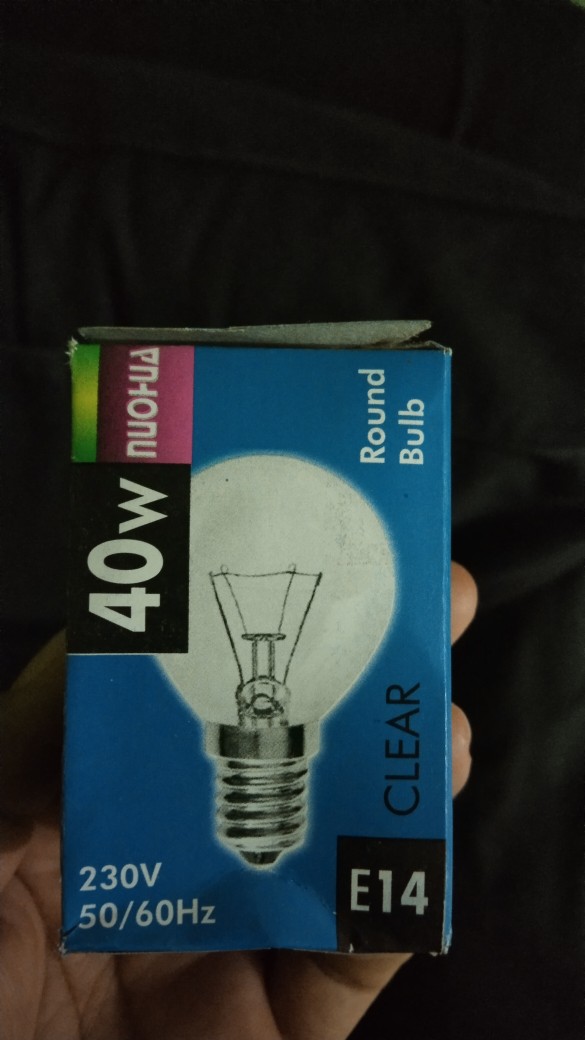 nuoHua
40W
Round
Bulb
CLEAR
230V
50/60Hz
E14